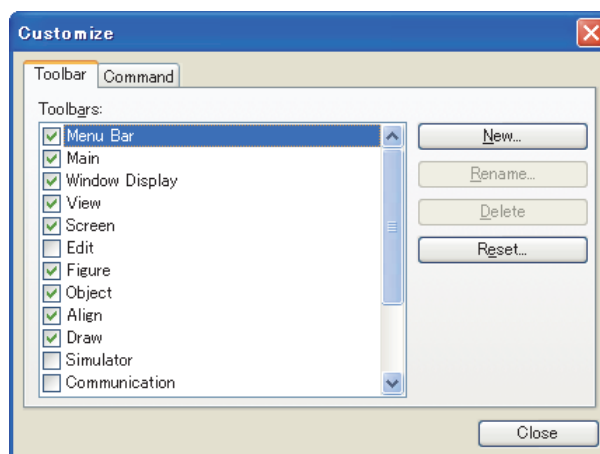 Customize
Toolbar Command
Toolbars:
Menu Bar
Main
Window Display
View
Screen
Edit
Figure
Object
Align
Draw
Simulator
Communication
New...
Rename...
Delete
Reset...
Close